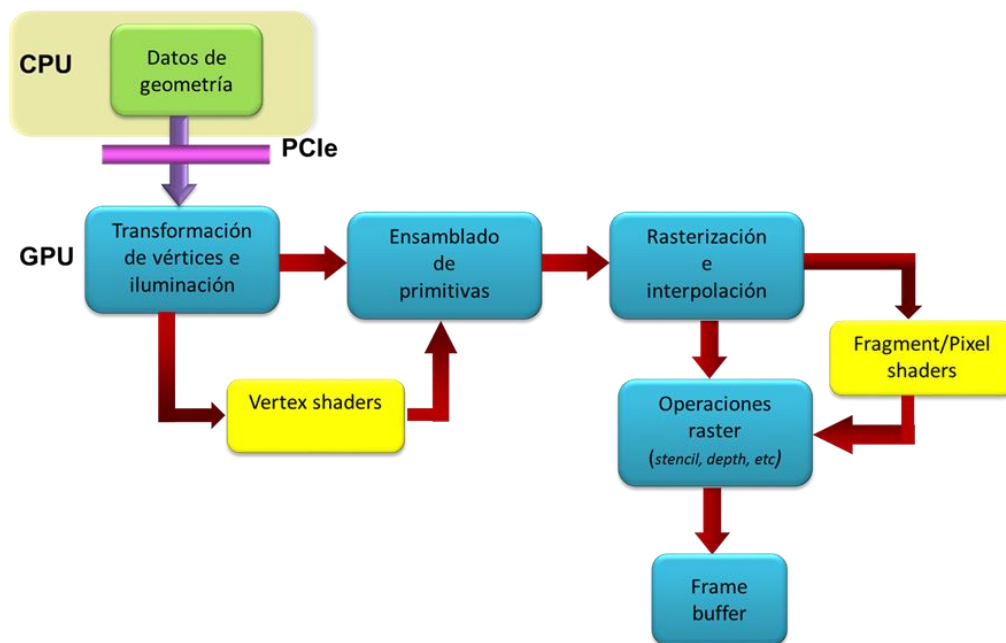 CPU
Datos de
geometría
PCIe
GPU
Transformación
de vértices e
iluminación
Ensamblado
de
primitivas
Rasterización
e
interpolación
Vertex shaders
Fragment/Pixel
shaders
Operaciones
raster
(stencil, depth, etc)
Frame
buffer